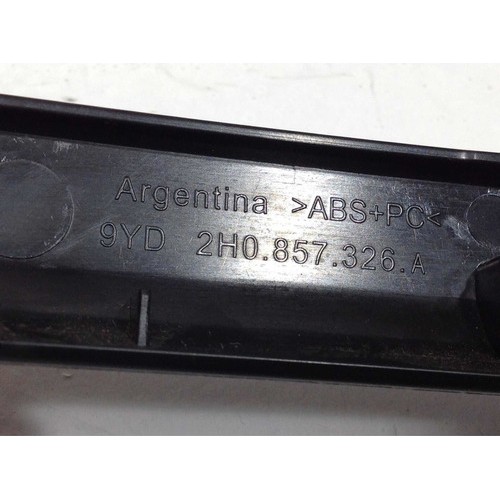 Argentina >ABS+PC<
9YD 2H0.857.326.A